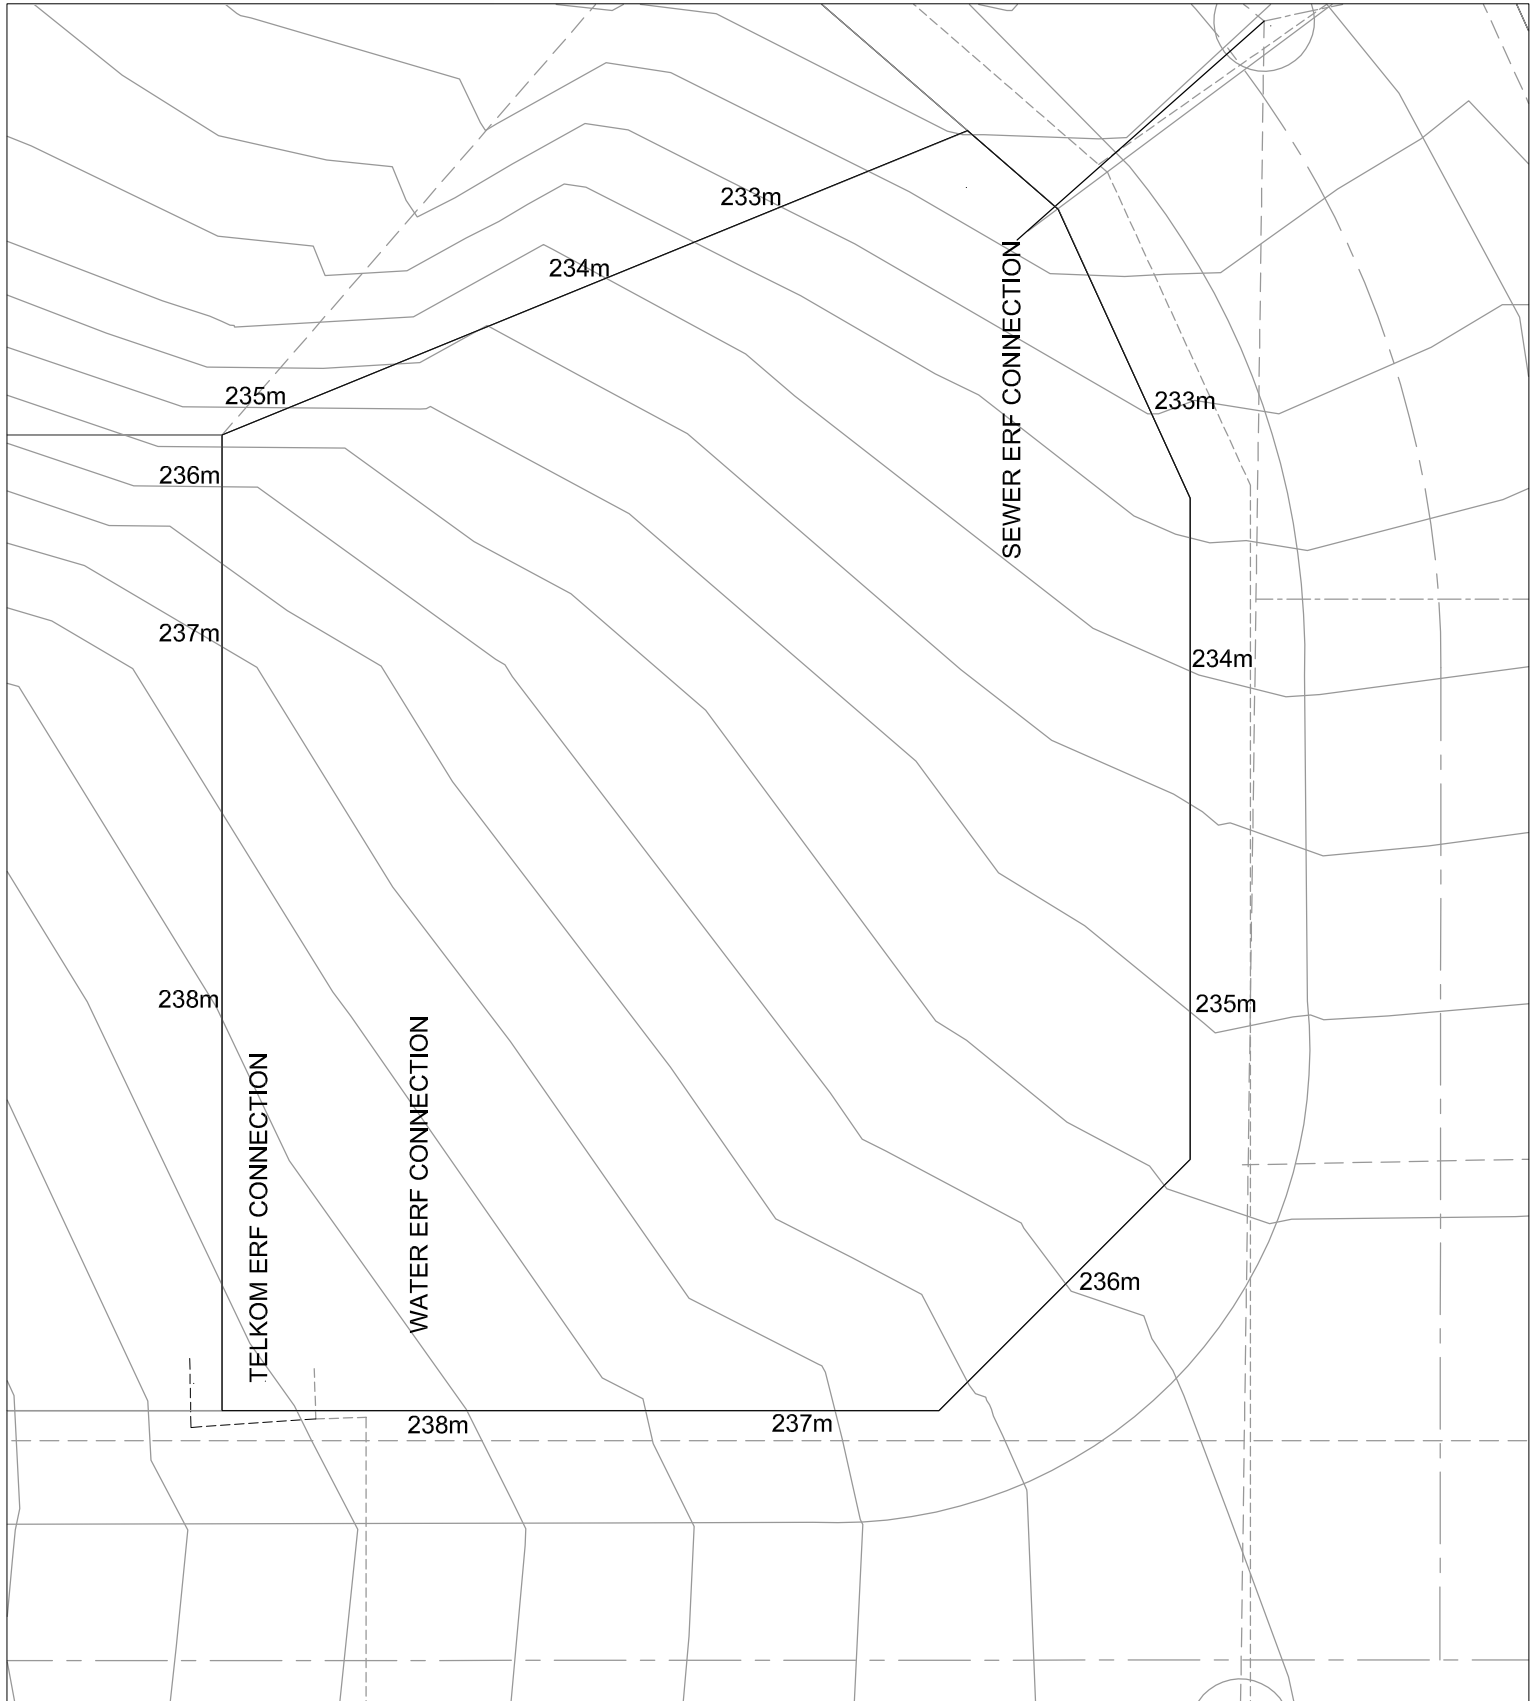 233m
234m
SEWER ERF CONNECTION
235m
233m
236m
237m
234m
238m
235m
TELKOM ERF CONNECTION
WATER ERF CONNECTION
236m
238m
237m